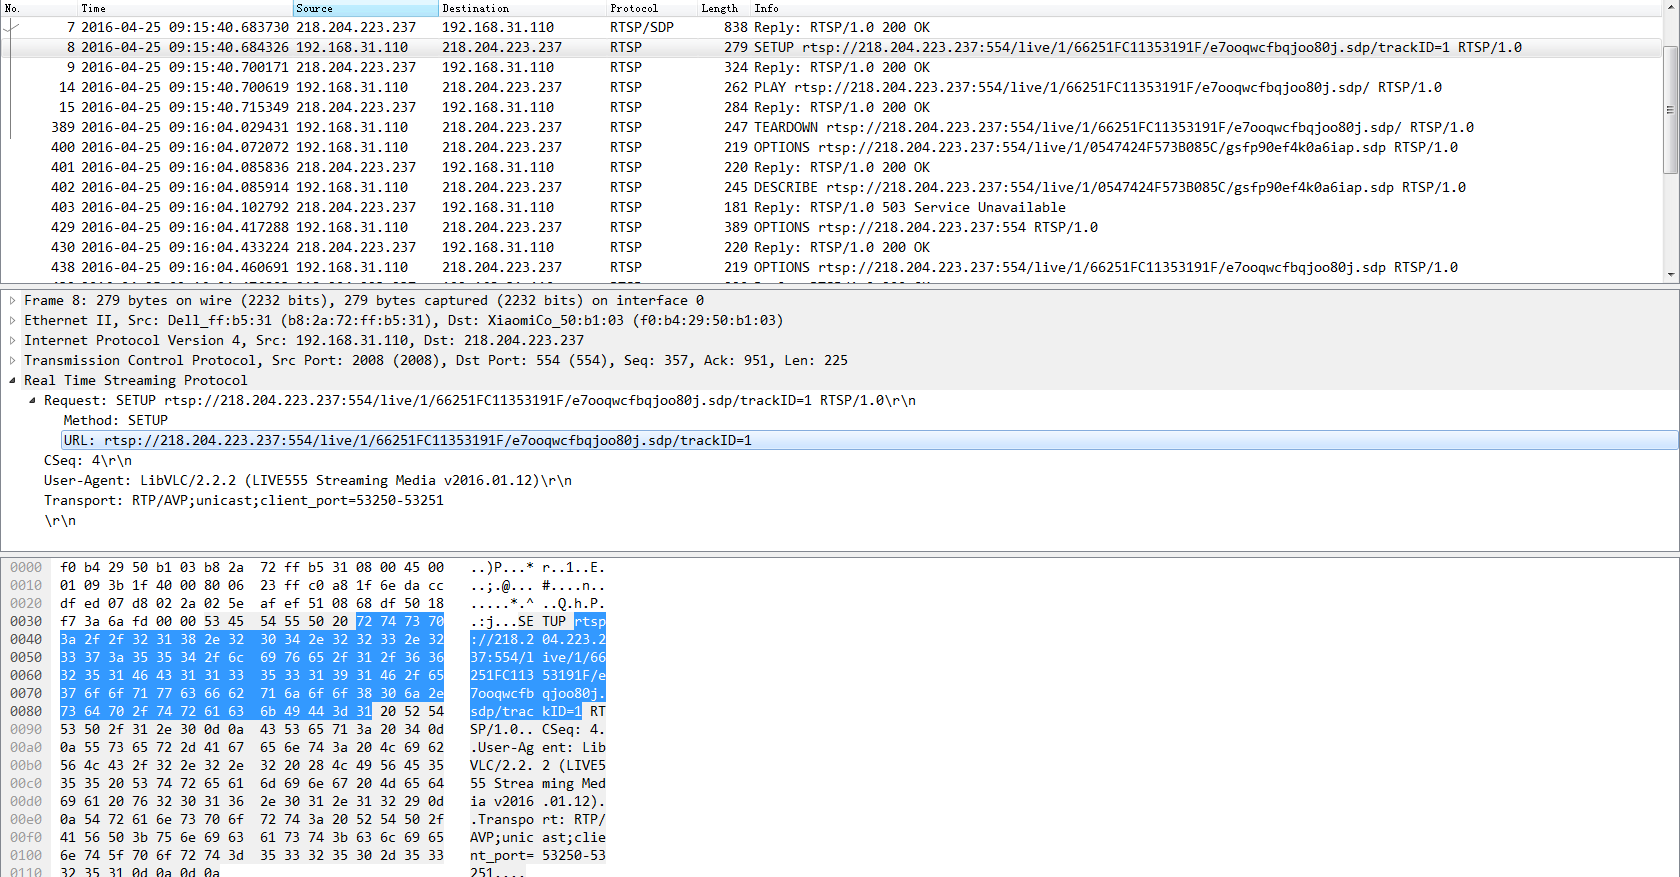 No. Time Source Destination Protocol Length Info
7 2016-04-25 09:15:40.683730 218.204.223.237 192.168.31.110 RTSP/SDP 838 Reply: RTSP/1.0 200 OK
8 2016-04-25 09:15:40.684326 192.168.31.110 218.204.223.237 RTSP 279 SETUP rtsp://218.204.223.237:554/live/1/66251FC11353191F/e7ooqwcfbqjoo80j.sdp/trackID=1 RTSP/1.0
9 2016-04-25 09:15:40.700171 218.204.223.237 192.168.31.110 RTSP 324 Reply: RTSP/1.0 200 OK
14 2016-04-25 09:15:40.700619 192.168.31.110 218.204.223.237 RTSP 262 PLAY rtsp://218.204.223.237:554/live/1/66251FC11353191F/e7ooqwcfbqjoo80j.sdp/ RTSP/1.0
15 2016-04-25 09:15:40.715349 218.204.223.237 192.168.31.110 RTSP 284 Reply: RTSP/1.0 200 OK
389 2016-04-25 09:16:04.029431 192.168.31.110 218.204.223.237 RTSP 247 TEARDOWN rtsp://218.204.223.237:554/live/1/66251FC11353191F/e7ooqwcfbqjoo80j.sdp/ RTSP/1.0
400 2016-04-25 09:16:04.072072 192.168.31.110 218.204.223.237 RTSP 219 OPTIONS rtsp://218.204.223.237:554/live/1/0547424F573B085C/gsfp90ef4k0a6iap.sdp RTSP/1.0
401 2016-04-25 09:16:04.085836 218.204.223.237 192.168.31.110 RTSP 220 Reply: RTSP/1.0 200 OK
402 2016-04-25 09:16:04.085914 192.168.31.110 218.204.223.237 RTSP 245 DESCRIBE rtsp://218.204.223.237:554/live/1/0547424F573B085C/gsfp90ef4k0a6iap.sdp RTSP/1.0
403 2016-04-25 09:16:04.102792 218.204.223.237 192.168.31.110 RTSP 181 Reply: RTSP/1.0 503 Service Unavailable
429 2016-04-25 09:16:04.417288 192.168.31.110 218.204.223.237 RTSP 389 OPTIONS rtsp://218.204.223.237:554 RTSP/1.0
430 2016-04-25 09:16:04.433224 218.204.223.237 192.168.31.110 RTSP 220 Reply: RTSP/1.0 200 OK
438 2016-04-25 09:16:04.460691 192.168.31.110 218.204.223.237 RTSP 219 OPTIONS rtsp://218.204.223.237:554/live/1/66251FC11353191F/e7ooqwcfbqjoo80j.sdp RTSP/1.0
Frame 8: 279 bytes on wire (2232 bits), 279 bytes captured (2232 bits) on interface 0
Ethernet II, Src: Dell_ff:b5:31 (b8:2a:72:ff:b5:31), Dst: XiaomiCo_50:b1:03 (f0:b4:29:50:b1:03)
Internet Protocol Version 4, Src: 192.168.31.110, Dst: 218.204.223.237
Transmission Control Protocol, Src Port: 2008 (2008), Dst Port: 554 (554), Seq: 357, Ack: 951, Len: 225
Real Time Streaming Protocol
Request: SETUP rtsp://218.204.223.237:554/live/1/66251FC11353191F/e7ooqwcfbqjoo80j.sdp/trackID=1 RTSP/1.0\r\n
Method: SETUP
URL: rtsp://218.204.223.237:554/live/1/66251FC11353191F/e7ooqwcfbqjoo80j.sdp/trackID=1
CSeq: 4\r\n
User-Agent: LibVLC/2.2.2 (LIVE555 Streaming Media v2016.01.12)\r\n
Transport: RTP/AVP;unicast;client_port=53250-53251
\r\n
0000 f0 b4 29 50 b1 03 b8 2a 72 ff b5 31 08 00 45 00 ..)P...* r..1..E.
0010 01 09 3b 1f 40 00 80 06 23 ff c0 a8 1f 6e da cc ..;.@... #....n..
0020 df ed 07 d8 02 2a 02 5e af ef 51 08 68 df 50 18 .....*.^ ..Q.h.P.
0030 f7 3a 6a fd 00 00 53 45 54 55 50 20 72 74 73 70 .:j...SE TUP rtsp
0040 3a 2f 2f 32 31 38 2e 32 30 34 2e 32 32 33 2e 32 ://218.2 04.223.2
0050 33 37 3a 35 35 34 2f 6c 69 76 65 2f 31 2f 36 36 37:554/l ive/1/66
0060 32 35 31 46 43 31 31 33 35 33 31 39 31 46 2f 65 251FC113 53191F/e
0070 37 6f 6f 71 77 63 66 62 71 6a 6f 6f 38 30 6a 2e 7ooqwcfb qjoo80j.
0080 73 64 70 2f 74 72 61 63 6b 49 44 3d 31 20 52 54 sdp/trac kID=1 RT
0090 53 50 2f 31 2e 30 0d 0a 43 53 65 71 3a 20 34 0d SP/1.0.. CSeq: 4.
00a0 0a 55 73 65 72 2d 41 67 65 6e 74 3a 20 4c 69 62 .User-Ag ent: Lib
00b0 56 4c 43 2f 32 2e 32 2e 32 20 28 4c 49 56 45 35 VLC/2.2. 2 (LIVE5
00c0 35 35 20 53 74 72 65 61 6d 69 6e 67 20 4d 65 64 55 Strea ming Med
00d0 69 61 20 76 32 30 31 36 2e 30 31 2e 31 32 29 0d ia v2016 .01.12).
00e0 0a 54 72 61 6e 73 70 6f 72 74 3a 20 52 54 50 2f .Transpo rt: RTP/
00f0 41 56 50 3b 75 6e 69 63 61 73 74 3b 63 6c 69 65 AVP;unic ast;clie
0100 6e 74 5f 70 6f 72 74 3d 35 33 32 35 30 2d 35 33 nt_port= 53250-53
0110 32 35 31 0d 0a 0d 0a 251....